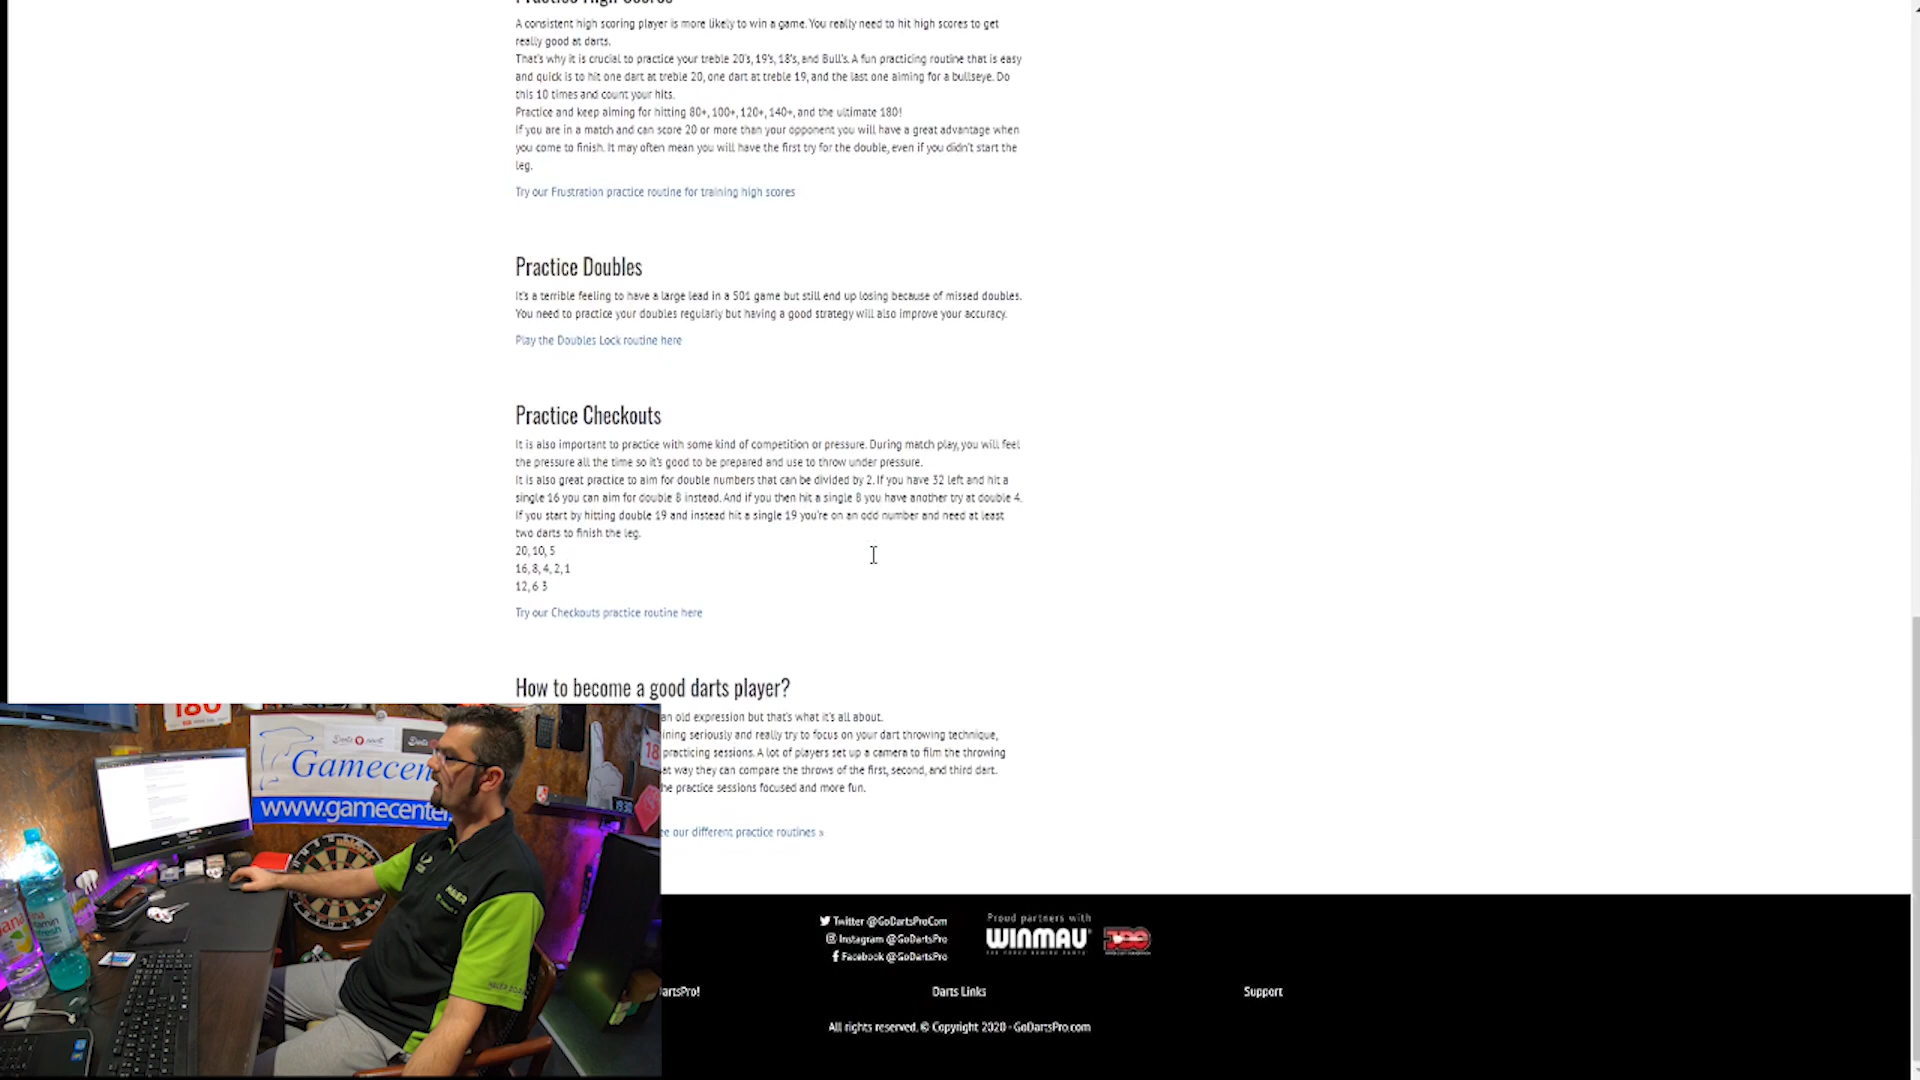 Practice High Scores
A consistent high scoring player is more likely to win a game. You really need to hit high scores to get
really good at darts.
That's why it is crucial to practice your treble 20's, 19's, 18's, and Bull's. A fun practicing routine that is easy
and quick is to hit one dart at treble 20, one dart at treble 19, and the last one aiming for a bullseye. Do
this 10 times and count your hits.
Practice and keep aiming for hitting 80+, 100+, 120+, 140+, and the ultimate 180!
If you are in a match and can score 20 or more than your opponent you will have a great advantage when
you come to finish. It may often mean you will have the first try for the double, even if you didn't start the
leg.
Try our Frustration practice routine for training high scores
Practice Doubles
It's a terrible feeling to have a large lead in a 501 game but still end up losing because of missed doubles.
You need to practice your doubles regularly but having a good strategy will also improve your accuracy.
Play the Doubles Lock routine here
Practice Checkouts
It is also important to practice with some kind of competition or pressure. During match play, you will feel
the pressure all the time so it's good to be prepared and use to throw under pressure.
It is also great practice to aim for double numbers that can be divided by 2. If you have 32 left and hit a
single 16 you can aim for double 8 instead. And if you then hit a single 8 you have another try at double 4.
If you start by hitting double 19 and instead hit a single 19 you're on an odd number and need at least
two darts to finish the leg.
20, 10, 5
16, 8, 4, 2, 1
12, 6 3
Try our Checkouts practice routine here
How to become a good darts player?
an old expression but that's what it's all about.
ining seriously and really try to focus on your dart throwing technique,
practicing sessions. A lot of players set up a camera to film the throwing
at way they can compare the throws of the first, second, and third dart.
he practice sessions focused and more fun.
ee our different practice routines »
180
Gamecen
www.gamecenter
Twitter @GoDartsProCom
Instagram @GoDartsPro
Facebook @GoDartsPro
Proud partners with
WINMAU
artsPro!
Darts Links
Support
All rights reserved. © Copyright 2020 - GoDartsPro.com